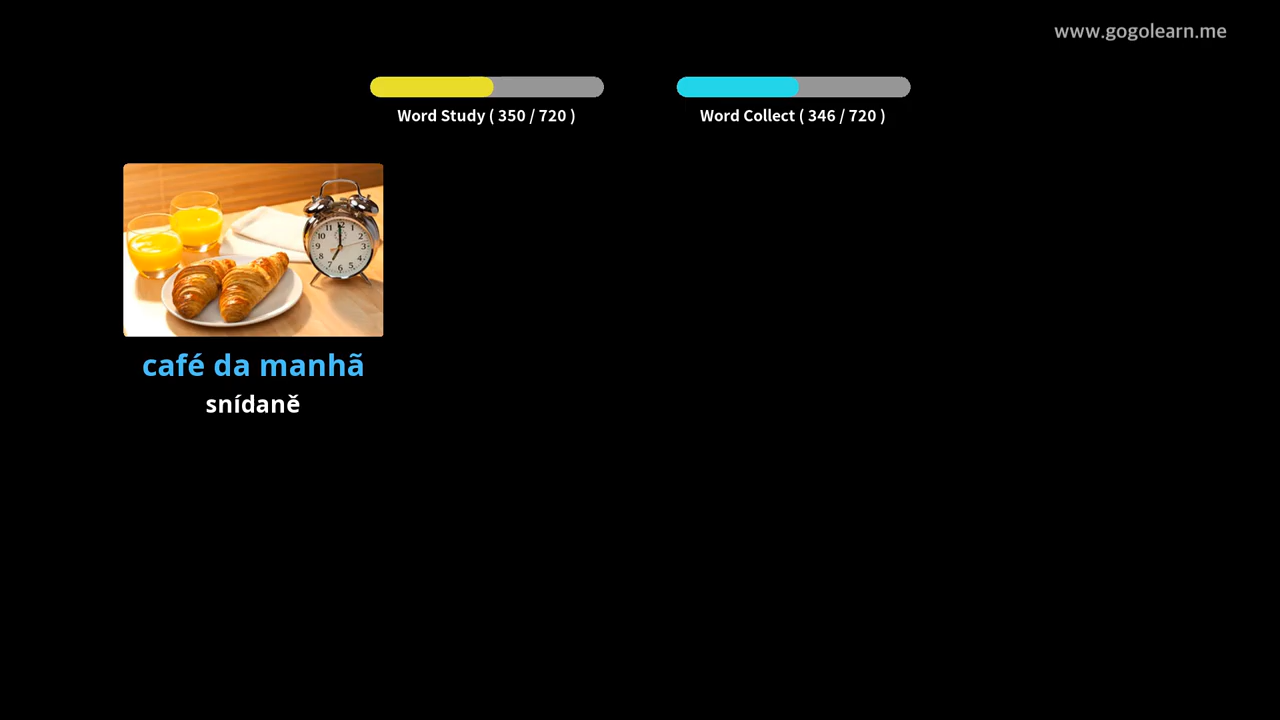 www.gogolearn.me
Word Study ( 350 / 720 )
Word Collect ( 346 / 720 )
café da manhã
snídaně